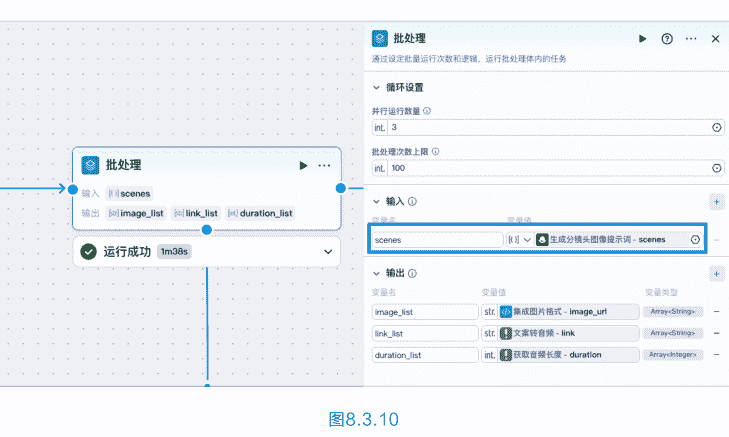 批处理
输入 scenes
输出 image_list link_list duration_list
运行成功 1m38s
批处理
通过设定批量运行次数和逻辑，运行批处理体内的任务
循环设置
并行运行数量
int. 3
批处理次数上限
int. 100
输入
变量名 变量值
scenes 生成分镜头图像提示词 - scenes
输出
变量名 变量值 变量类型
image_list str. 集成图片格式 - image_url Array<String>
link_list str. 文案转音频 - link Array<String>
duration_list int. 获取音频长度 - duration Array<Integer>
图8.3.10